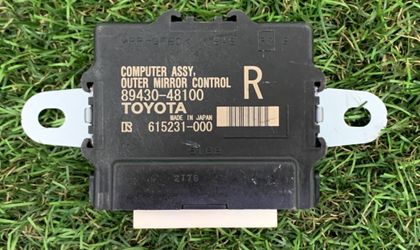 COMPUTER ASSY,
OUTER MIRROR CONTROL
89430-48100 R
TOYOTA
MADE IN JAPAN
615231-000